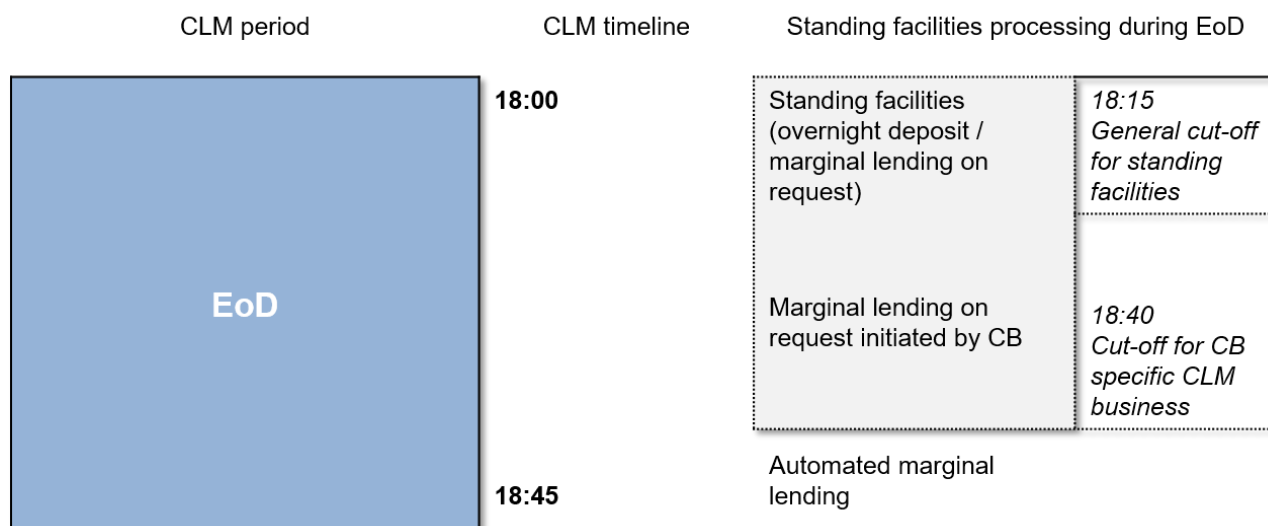 CLM period
CLM timeline
Standing facilities processing during EoD
18:00
Standing facilities
(overnight deposit /
marginal lending on
request)
18:15
General cut-off
for standing
facilities
EoD
Marginal lending on
request initiated by CB
18:40
Cut-off for CB
specific CLM
business
Automated marginal
lending
18:45